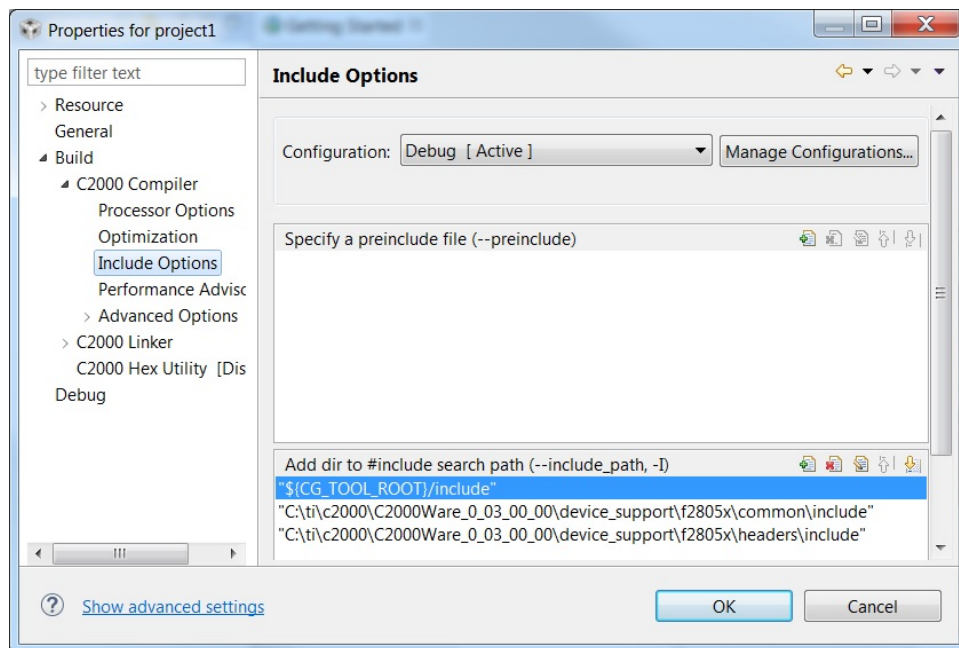 Properties for project1
Getting Started
type filter text
Resource
General
Build
C2000 Compiler
Processor Options
Optimization
Include Options
Performance Advisc
Advanced Options
C2000 Linker
C2000 Hex Utility [Dis
Debug
Include Options
Configuration: Debug [ Active ] Manage Configurations...
Specify a preinclude file (--preinclude)
Add dir to #include search path (--include_path, -I)
"${CG_TOOL_ROOT}/include"
"C:\ti\c2000\C2000Ware_0_03_00_00\device_support\f2805x\common\include"
"C:\ti\c2000\C2000Ware_0_03_00_00\device_support\f2805x\headers\include"
Show advanced settings
OK Cancel